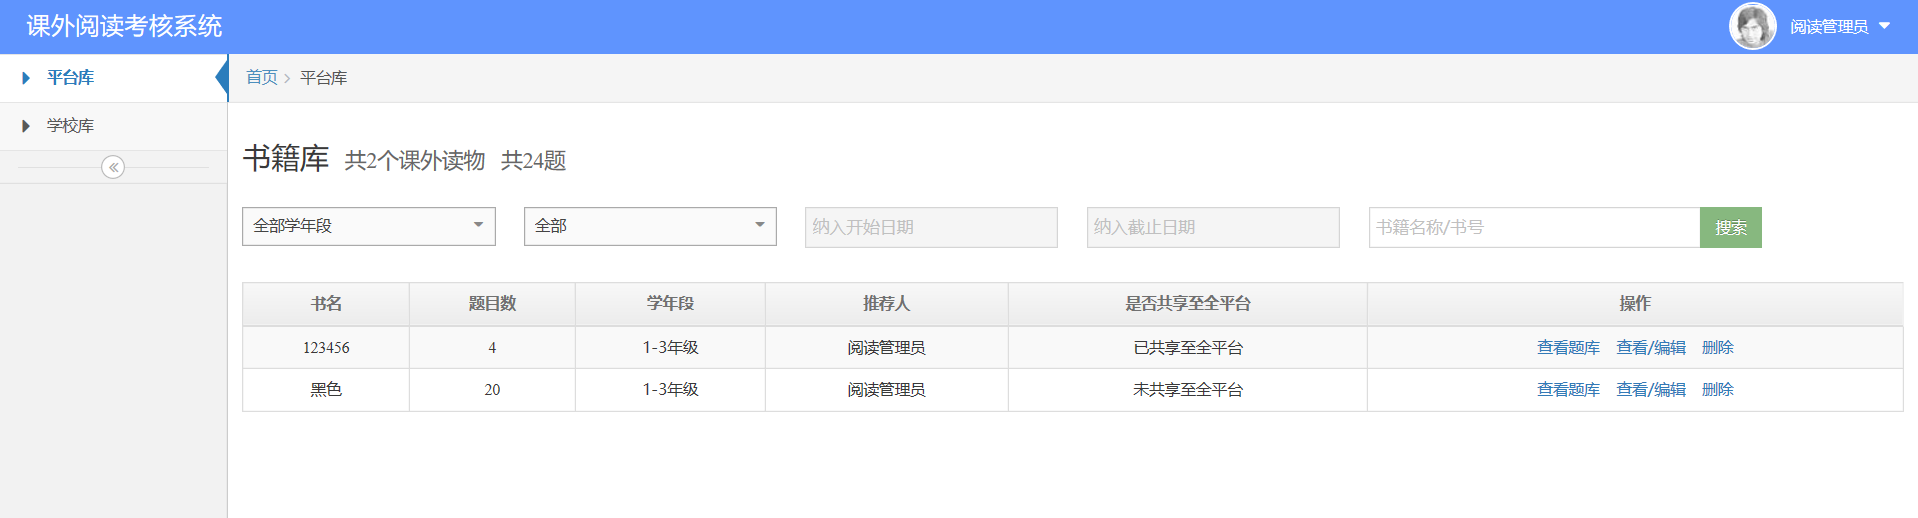 课外阅读考核系统
阅读管理员
平台库
首页 平台库
学校库
书籍库 共2个课外读物 共24题
全部学年段 全部 纳入开始日期 纳入截止日期 书籍名称/书号 搜索
书名 题目数 学年段 推荐人 是否共享至全平台 操作
123456 4 1-3年级 阅读管理员 已共享至全平台 查看题库 查看/编辑 删除
黑色 20 1-3年级 阅读管理员 未共享至全平台 查看题库 查看/编辑 删除